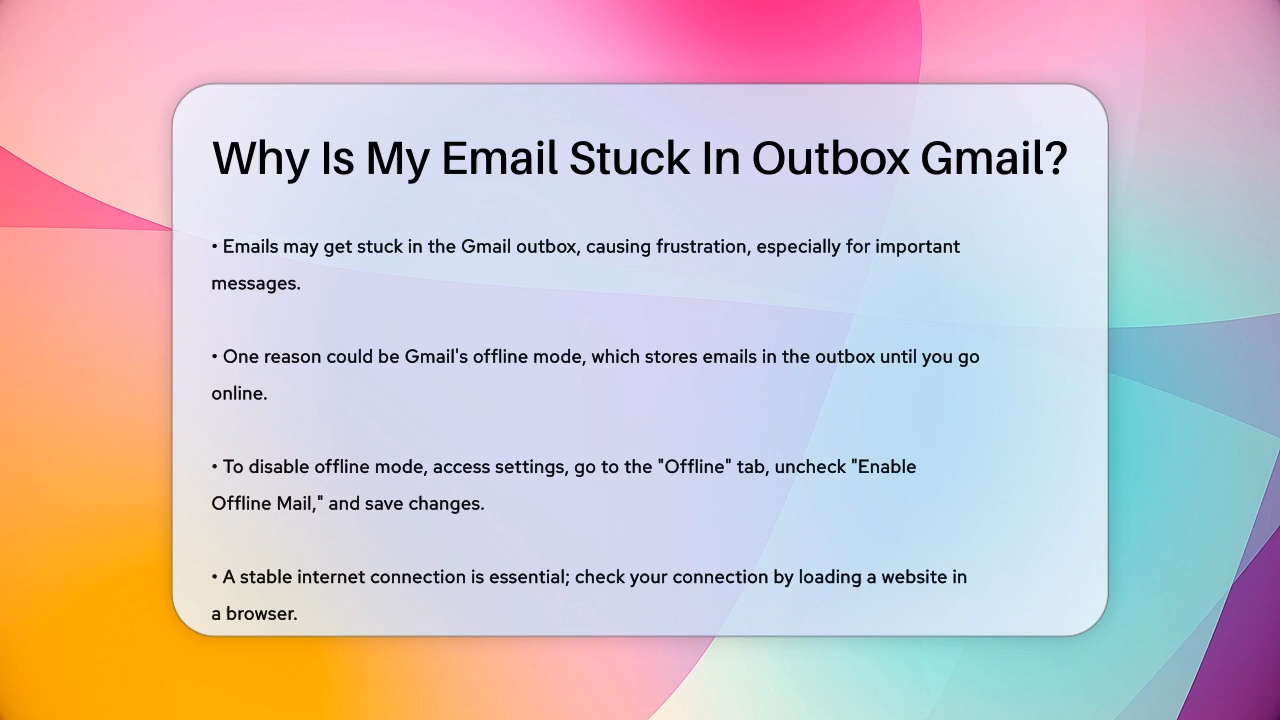 Why Is My Email Stuck In Outbox Gmail?
• Emails may get stuck in the Gmail outbox, causing frustration, especially for important
messages.
• One reason could be Gmail's offline mode, which stores emails in the outbox until you go
online.
• To disable offline mode, access settings, go to the "Offline" tab, uncheck "Enable
Offline Mail," and save changes.
• A stable internet connection is essential; check your connection by loading a website in
a browser.